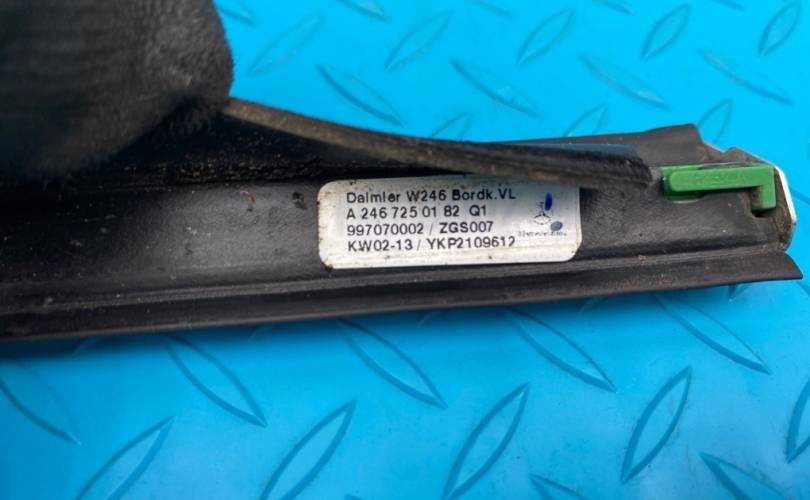 Daimler W246 Bordk.VL
A 246 725 01 82 Q1
997070002 / ZGS007
KW02-13 / YKP2109612